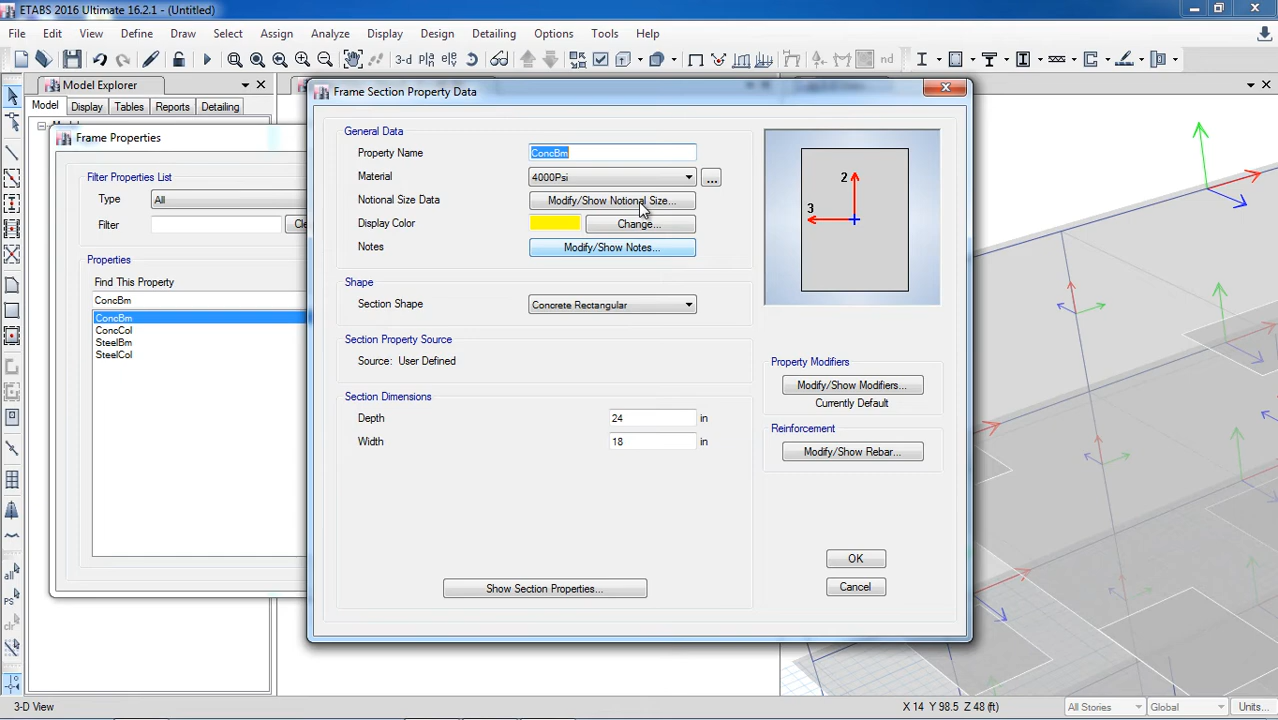 ETABS 2016 Ultimate 16.2.1 - (Untitled)
File Edit View Define Draw Select Assign Analyze Display Design Detailing Options Tools Help
3-d
nd
Model Explorer
Model Display Tables Reports Detailing
Frame Properties
Filter Properties List
Type All
Filter
Properties
Find This Property
ConcBm
ConcBm
ConcCol
SteelBm
SteelCol
Frame Section Property Data
General Data
Property Name ConcBm
Material 4000Psi ...
Notional Size Data Modify/Show Notional Size...
Display Color Change...
Notes Modify/Show Notes...
Shape
Section Shape Concrete Rectangular
Section Property Source
Source: User Defined
Section Dimensions
Depth 24 in
Width 18 in
Show Section Properties...
2
3
Property Modifiers
Modify/Show Modifiers...
Currently Default
Reinforcement
Modify/Show Rebar...
OK
Cancel
all
PS
clr
3-D View X 14 Y 98.5 Z 48 (ft) All Stories Global Units...